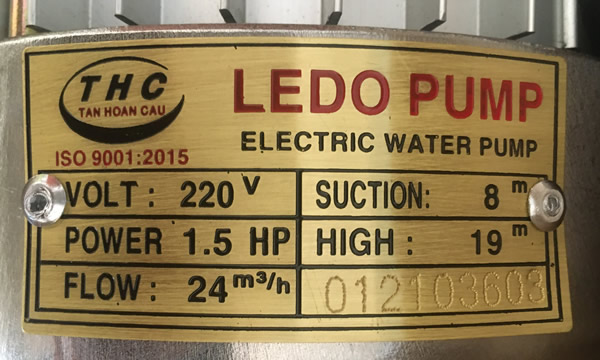 THC
TAN HOAN CAU
ISO 9001:2015
LEDO PUMP
ELECTRIC WATER PUMP
VOLT : 220 V
SUCTION: 8 m
POWER 1.5 HP
HIGH : 19 m
FLOW : 24 m³/h
012103603